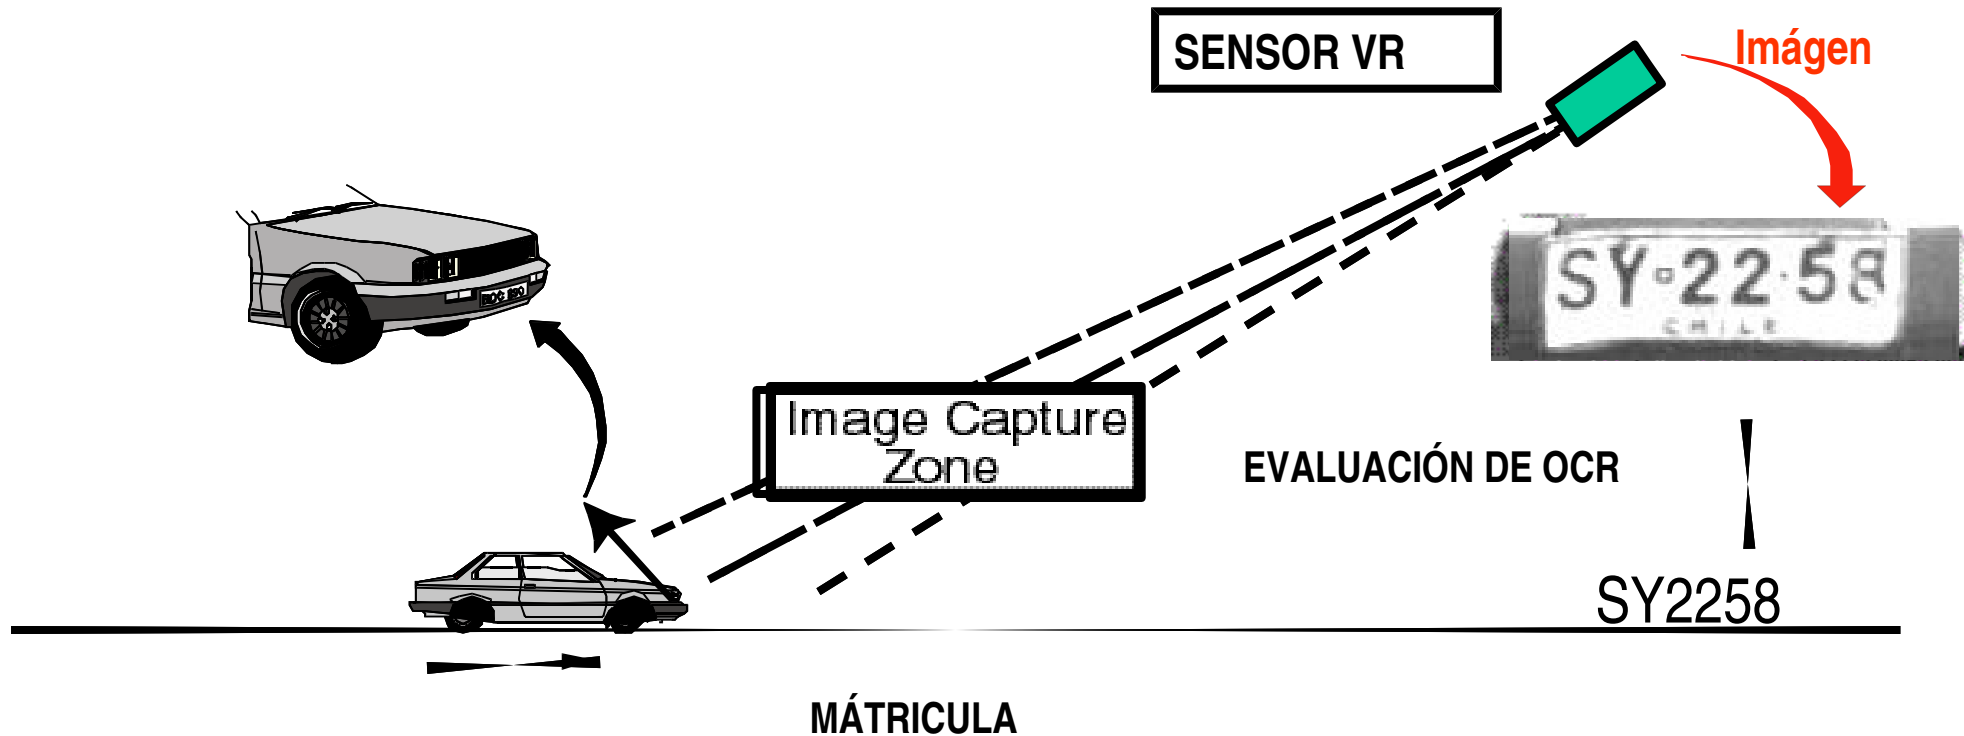 SENSOR VR
Imágen
SY·22·58
CHILE
Image Capture
Zone
EVALUACIÓN DE OCR
SY2258
MÁTRICULA